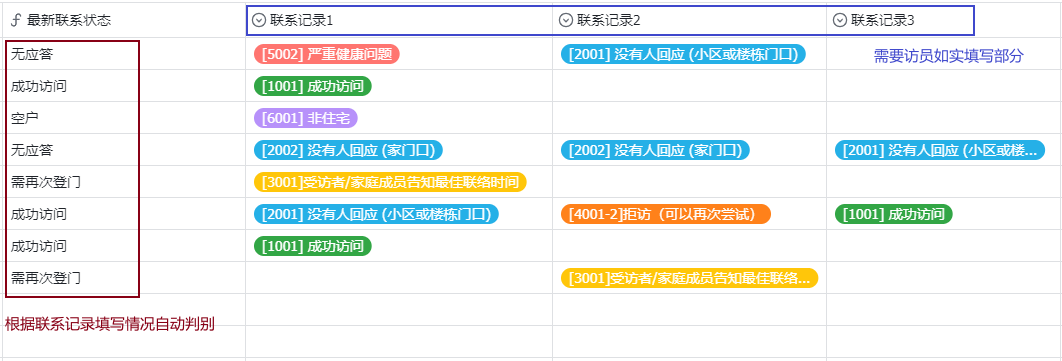 最新联系状态 联系记录1 联系记录2 联系记录3
无应答 [5002] 严重健康问题 [2001] 没有人回应 (小区或楼栋门口) 需要访员如实填写部分
成功访问 [1001] 成功访问
空户 [6001] 非住宅
无应答 [2002] 没有人回应 (家门口) [2002] 没有人回应 (家门口) [2001] 没有人回应 (小区或楼...
需再次登门 [3001]受访者/家庭成员告知最佳联络时间
成功访问 [2001] 没有人回应 (小区或楼栋门口) [4001-2]拒访（可以再次尝试） [1001] 成功访问
成功访问 [1001] 成功访问
需再次登门 [3001]受访者/家庭成员告知最佳联络...
根据联系记录填写情况自动判别